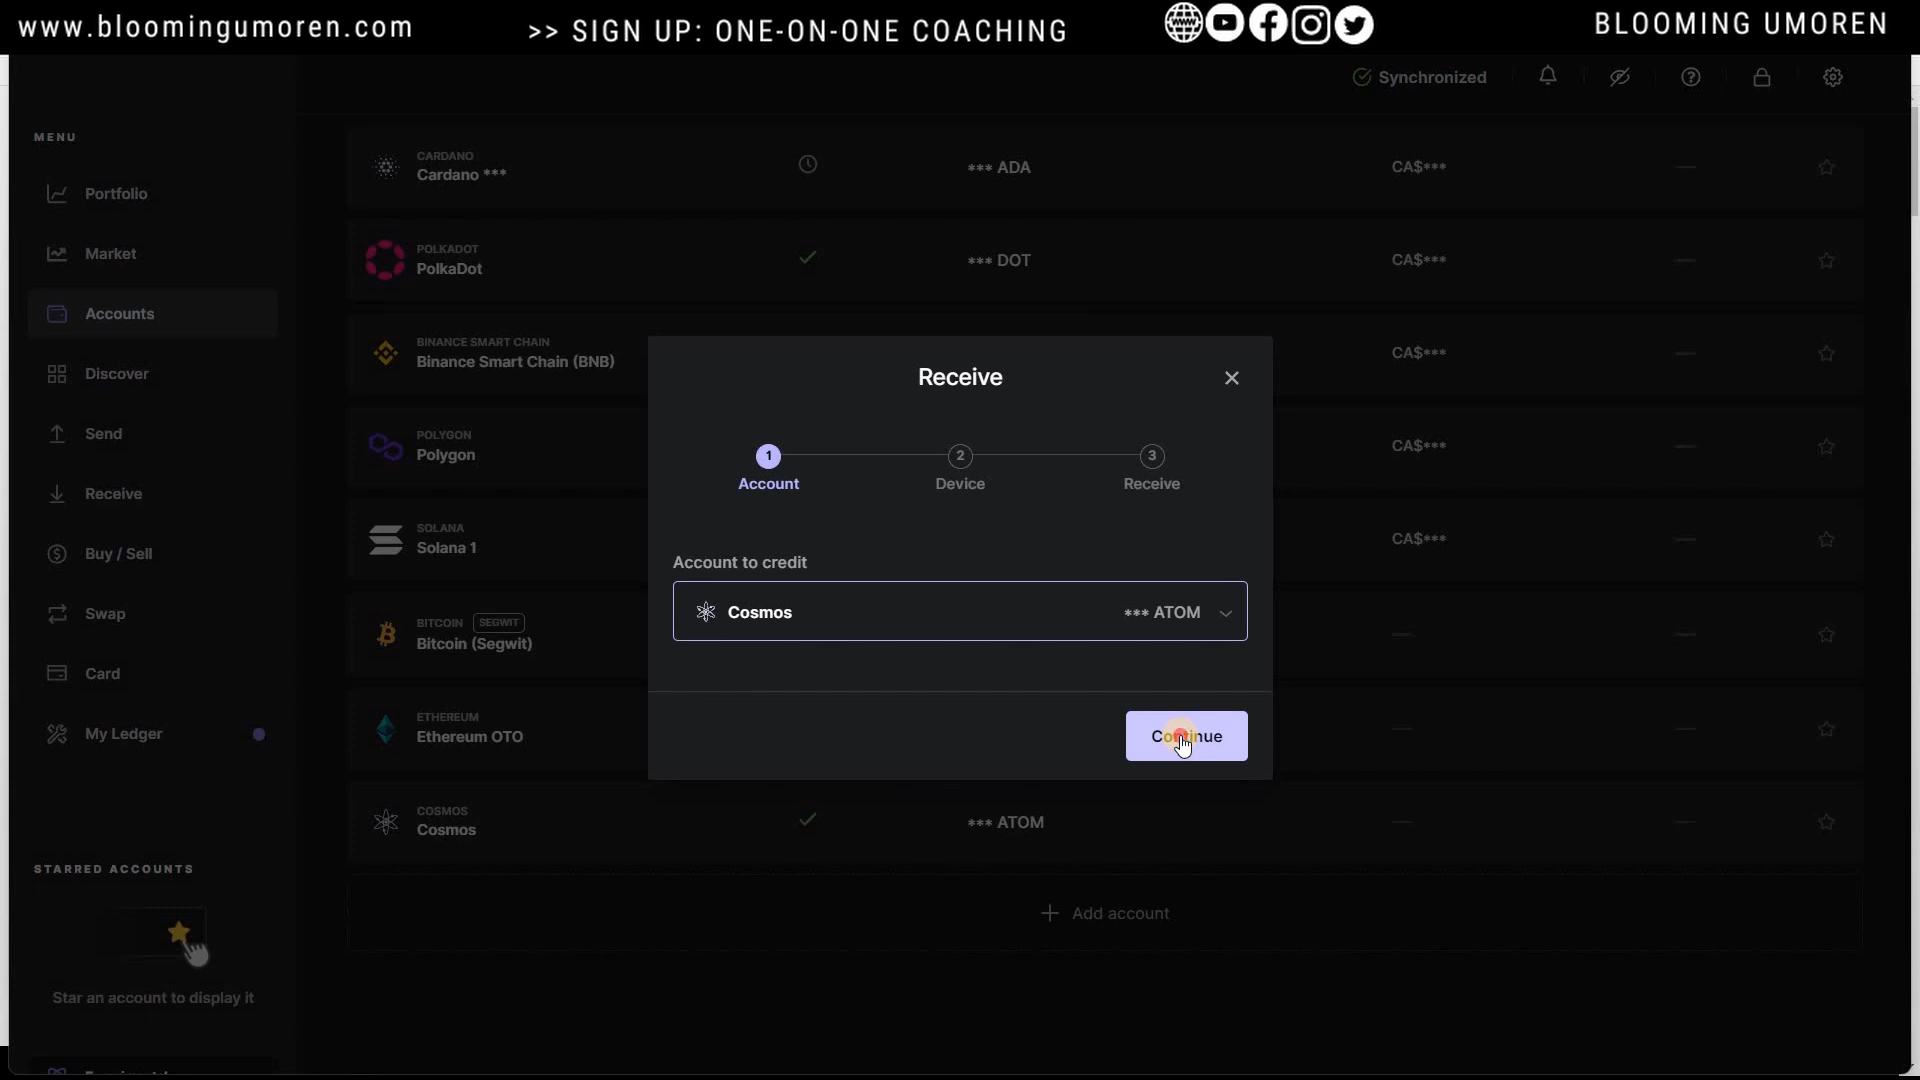 www.bloomingumoren.com
>> SIGN UP: ONE-ON-ONE COACHING
BLOOMING UMOREN
Synchronized
MENU
Portfolio
Market
Accounts
Discover
Send
Receive
Buy / Sell
Swap
Card
My Ledger
STARRED ACCOUNTS
Star an account to display it
CARDANO
Cardano ***
*** ADA
CA$***
POLKADOT
PolkaDot
*** DOT
CA$***
BINANCE SMART CHAIN
Binance Smart Chain (BNB)
CA$***
POLYGON
Polygon
CA$***
SOLANA
Solana 1
CA$***
BITCOIN SEGWIT
Bitcoin (Segwit)
ETHEREUM
Ethereum OTO
COSMOS
Cosmos
*** ATOM
+ Add account
Receive
1 2 3
Account Device Receive
Account to credit
Cosmos *** ATOM
Continue